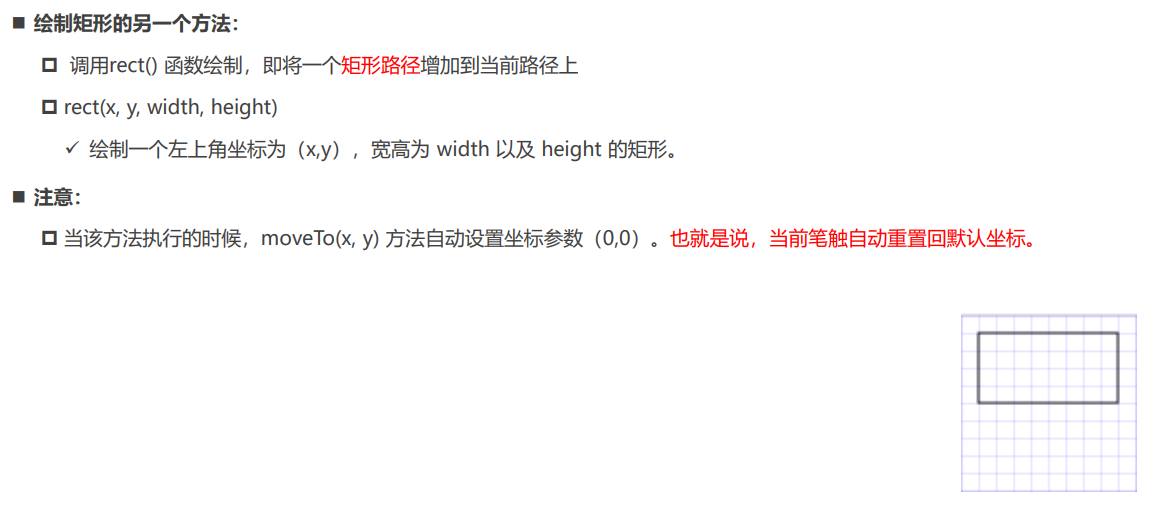 绘制矩形的另一个方法：
调用rect() 函数绘制，即将一个矩形路径增加到当前路径上
rect(x, y, width, height)
绘制一个左上角坐标为（x,y），宽高为 width 以及 height 的矩形。
注意：
当该方法执行的时候，moveTo(x, y) 方法自动设置坐标参数（0,0）。也就是说，当前笔触自动重置回默认坐标。